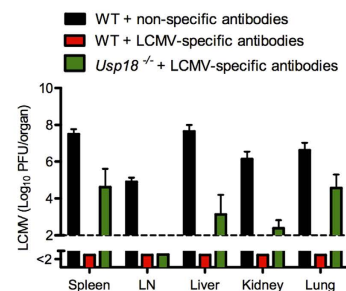 WT + non-specific antibodies
WT + LCMV-specific antibodies
Usp18 -/- + LCMV-specific antibodies
LCMV (Log10 PFU/organ)
10
8
6
4
2
<2
Spleen LN Liver Kidney Lung